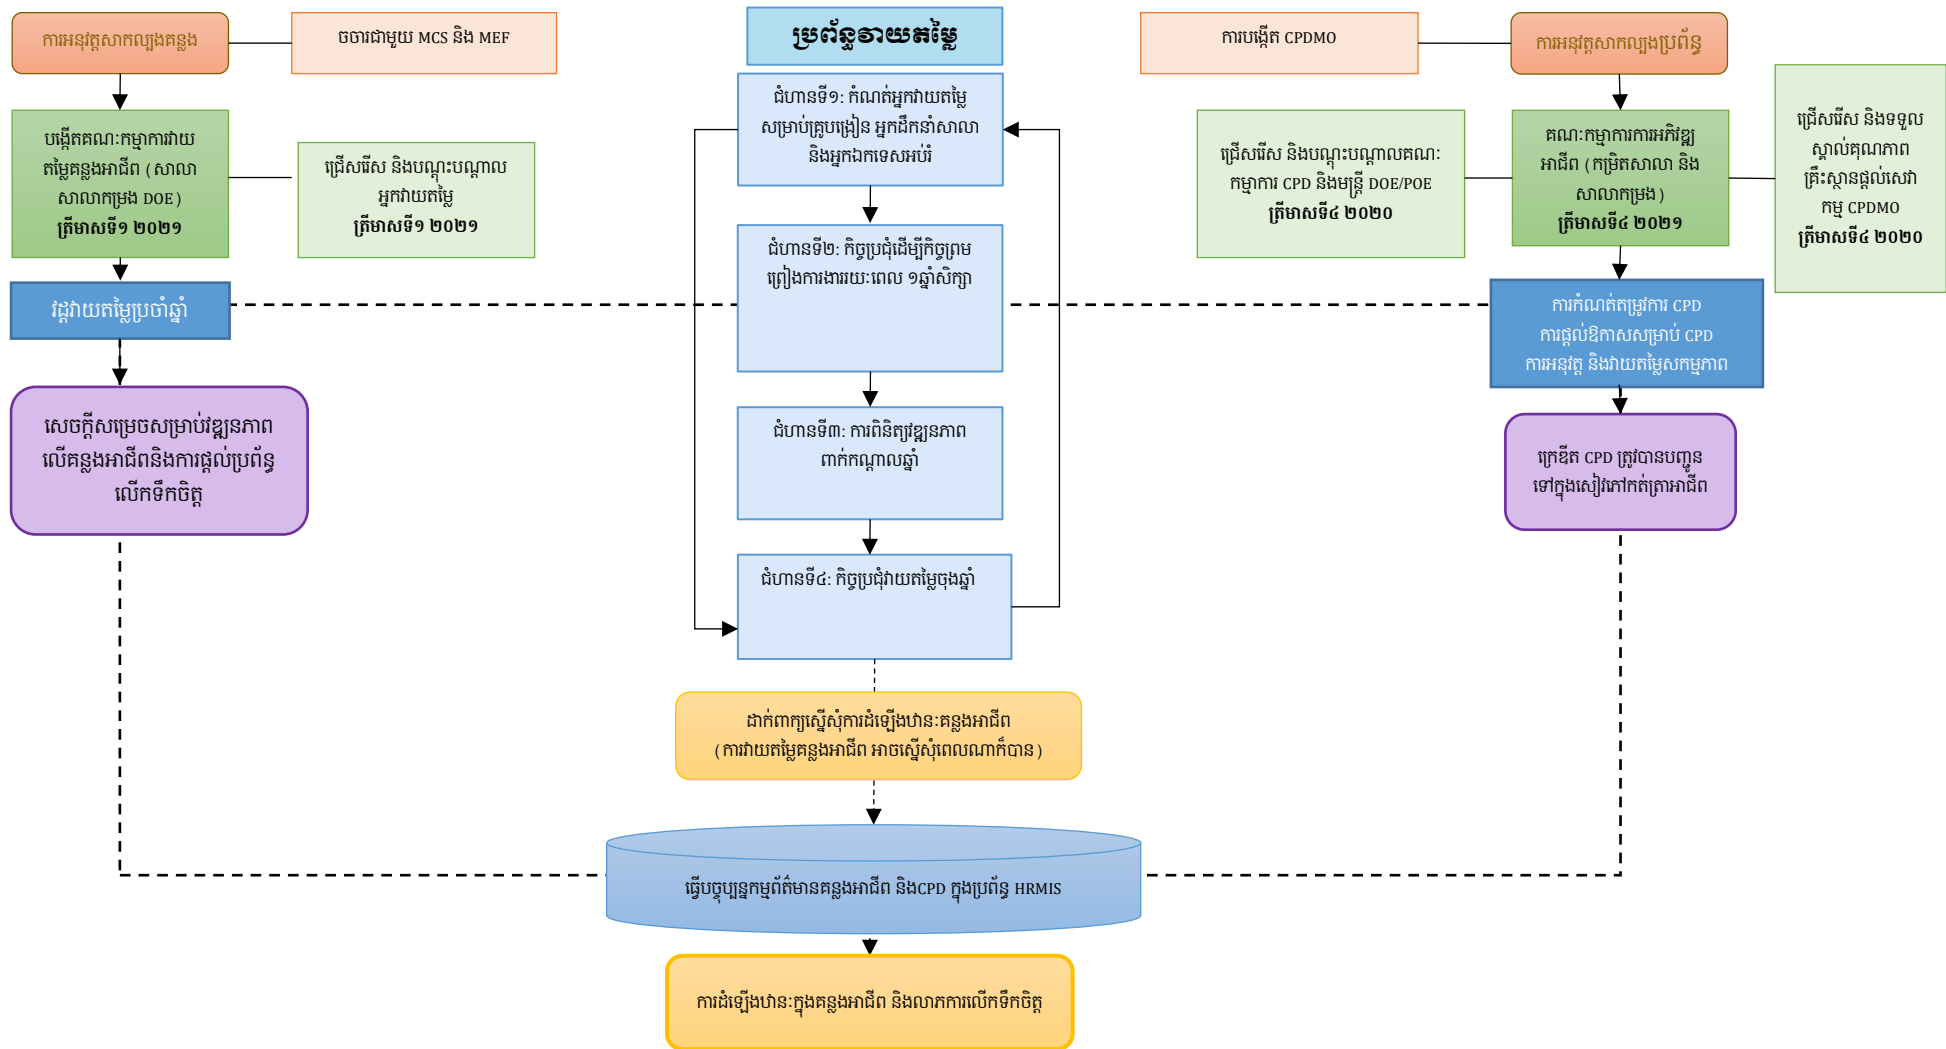 ការអនុវត្តសាកល្បងគន្លង
ចចារជាមួយ MCS និង MEF
បង្កើតគណៈកម្មាការវាយ
តម្លៃគន្លងអាជីព (សាលា
សាលាកម្រង DOE)
ត្រីមាសទី១ ២០២១
ជ្រើសរើស និងបណ្តុះបណ្តាល
អ្នកវាយតម្លៃ
ត្រីមាសទី១ ២០២១
វដ្តវាយតម្លៃប្រចាំឆ្នាំ
សេចក្តីសម្រេចសម្រាប់វឌ្ឍនភាព
លើគន្លងអាជីពនិងការផ្តល់ប្រព័ន្ធ
លើកទឹកចិត្ត
ប្រព័ន្ធវាយតម្លៃ
ជំហានទី១: កំណត់អ្នកវាយតម្លៃ
សម្រាប់គ្រូបង្រៀន អ្នកដឹកនាំសាលា
និងអ្នកឯកទេសអប់រំ
ជំហានទី២: កិច្ចប្រជុំដើម្បីកិច្ចព្រម
ព្រៀងការងាររយៈពេល ១ឆ្នាំសិក្សា
ជំហានទី៣: ការពិនិត្យវឌ្ឍនភាព
ពាក់កណ្តាលឆ្នាំ
ជំហានទី៤: កិច្ចប្រជុំវាយតម្លៃចុងឆ្នាំ
ដាក់ពាក្យស្នើសុំការដំឡើងឋានៈគន្លងអាជីព
(ការវាយតម្លៃគន្លងអាជីព អាចស្នើសុំពេលណាក៏បាន)
ធ្វើបច្ចុប្បន្នកម្មព័ត៌មានគន្លងអាជីព និងCPD ក្នុងប្រព័ន្ធ HRMIS
ការដំឡើងឋានៈក្នុងគន្លងអាជីព និងលាភការលើកទឹកចិត្ត
ការបង្កើត CPDMO
ការអនុវត្តសាកល្បងប្រព័ន្ធ
ជ្រើសរើស និងបណ្តុះបណ្តាលគណៈ
កម្មាការ CPD និងមន្ត្រី DOE/POE
ត្រីមាសទី៤ ២០២០
គណៈកម្មាការការអភិវឌ្ឍ
អាជីព (កម្រិតសាលា និង
សាលាកម្រង)
ត្រីមាសទី៤ ២០២១
ជ្រើសរើស និងទទួល
ស្គាល់គុណភាព
គ្រឹះស្ថានផ្តល់សេវា
កម្ម CPDMO
ត្រីមាសទី៤ ២០២០
ការកំណត់តម្រូវការ CPD
ការផ្តល់ឱកាសសម្រាប់ CPD
ការអនុវត្ត និងវាយតម្លៃសកម្មភាព
ក្រេឌីត CPD ត្រូវបានបញ្ជូន
ទៅក្នុងសៀវភៅកត់ត្រាអាជីព